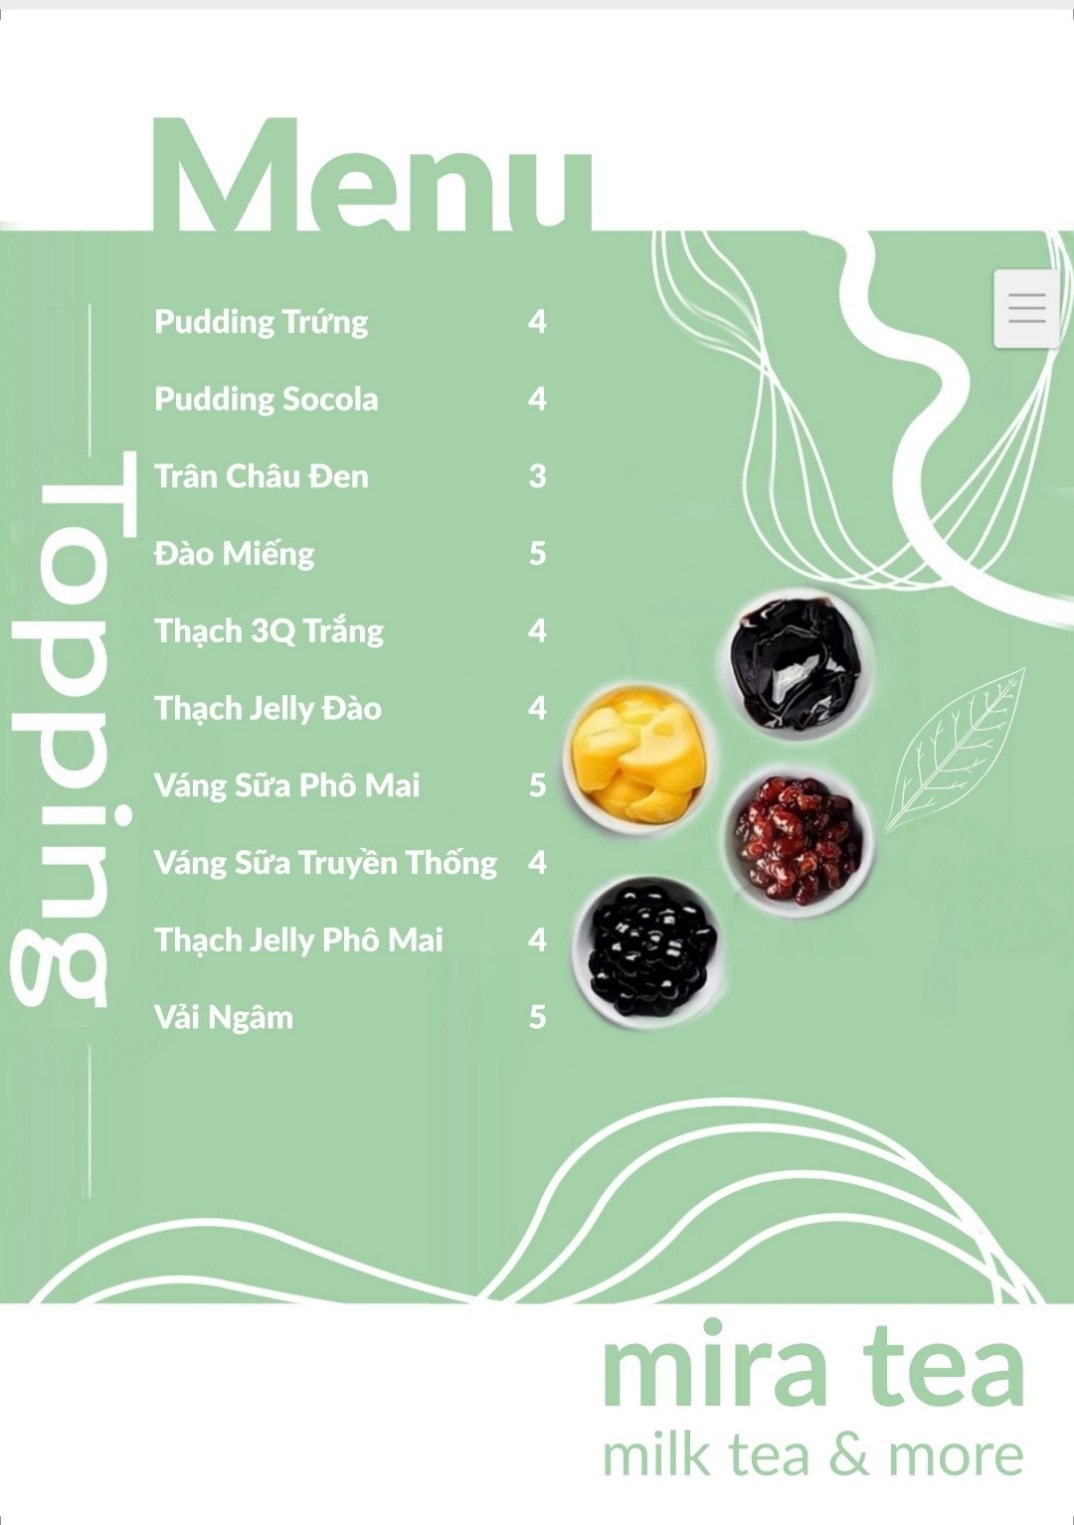 Menu
Topping
Pudding Trứng 4
Pudding Socola 4
Trân Châu Đen 3
Đào Miếng 5
Thạch 3Q Trắng 4
Thạch Jelly Đào 4
Váng Sữa Phô Mai 5
Váng Sữa Truyền Thống 4
Thạch Jelly Phô Mai 4
Vải Ngâm 5
mira tea
milk tea & more